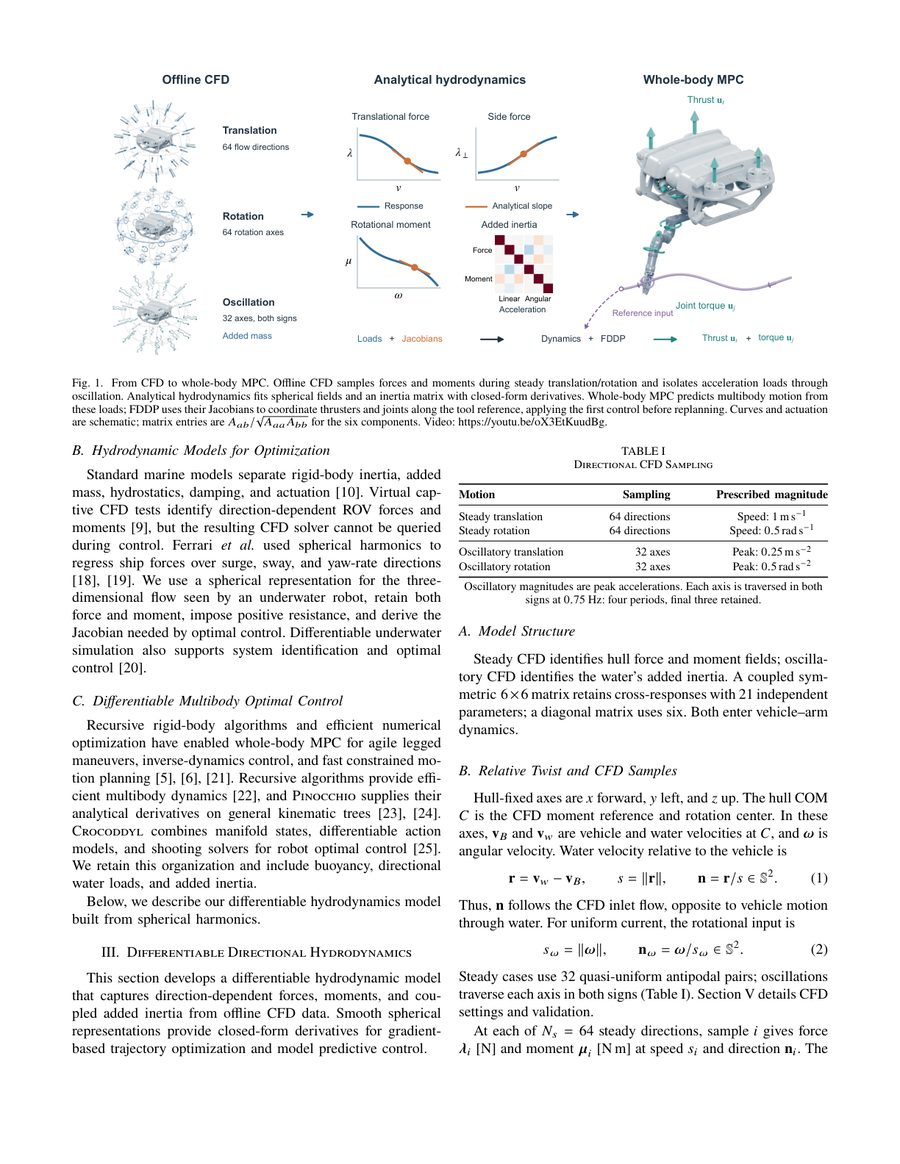 Offline CFD
Analytical hydrodynamics
Whole-body MPC
Translation
64 flow directions
Rotation
64 rotation axes
Oscillation
32 axes, both signs
Added mass
Translational force
λ
v
Side force
λ⊥
v
Response
Analytical slope
Rotational moment
μ
ω
Added inertia
Force
Moment
Linear Angular
Acceleration
Loads + Jacobians
Thrust uᵢ
Joint torque uⱼ
Reference input
Dynamics + FDDP
Thrust uᵢ + torque uⱼ
Fig. 1. From CFD to whole-body MPC. Offline CFD samples forces and moments during steady translation/rotation and isolates acceleration loads through
oscillation. Analytical hydrodynamics fits spherical fields and an inertia matrix with closed-form derivatives. Whole-body MPC predicts multibody motion from
these loads; FDDP uses their Jacobians to coordinate thrusters and joints along the tool reference, applying the first control before replanning. Curves and actuation
are schematic; matrix entries are A_ab/√(A_aa A_bb) for the six components. Video: https://youtu.be/oX3EtKuudBg.
B. Hydrodynamic Models for Optimization
Standard marine models separate rigid-body inertia, added
mass, hydrostatics, damping, and actuation [10]. Virtual cap-
tive CFD tests identify direction-dependent ROV forces and
moments [9], but the resulting CFD solver cannot be queried
during control. Ferrari et al. used spherical harmonics to
regress ship forces over surge, sway, and yaw-rate directions
[18], [19]. We use a spherical representation for the three-
dimensional flow seen by an underwater robot, retain both
force and moment, impose positive resistance, and derive the
Jacobian needed by optimal control. Differentiable underwater
simulation also supports system identification and optimal
control [20].
C. Differentiable Multibody Optimal Control
Recursive rigid-body algorithms and efficient numerical
optimization have enabled whole-body MPC for agile legged
maneuvers, inverse-dynamics control, and fast constrained mo-
tion planning [5], [6], [21]. Recursive algorithms provide effi-
cient multibody dynamics [22], and Pinocchio supplies their
analytical derivatives on general kinematic trees [23], [24].
Crocoddyl combines manifold states, differentiable action
models, and shooting solvers for robot optimal control [25].
We retain this organization and include buoyancy, directional
water loads, and added inertia.
Below, we describe our differentiable hydrodynamics model
built from spherical harmonics.
III. Differentiable Directional Hydrodynamics
This section develops a differentiable hydrodynamic model
that captures direction-dependent forces, moments, and cou-
pled added inertia from offline CFD data. Smooth spherical
representations provide closed-form derivatives for gradient-
based trajectory optimization and model predictive control.
TABLE I
Directional CFD Sampling
Motion Sampling Prescribed magnitude
Steady translation 64 directions Speed: 1 m s⁻¹
Steady rotation 64 directions Speed: 0.5 rad s⁻¹
Oscillatory translation 32 axes Peak: 0.25 m s⁻²
Oscillatory rotation 32 axes Peak: 0.5 rad s⁻²
Oscillatory magnitudes are peak accelerations. Each axis is traversed in both
signs at 0.75 Hz; four periods, final three retained.
A. Model Structure
Steady CFD identifies hull force and moment fields; oscilla-
tory CFD identifies the water's added inertia. A coupled sym-
metric 6×6 matrix retains cross-responses with 21 independent
parameters; a diagonal matrix uses six. Both enter vehicle–arm
dynamics.
B. Relative Twist and CFD Samples
Hull-fixed axes are x forward, y left, and z up. The hull COM
C is the CFD moment reference and rotation center. In these
axes, v_B and v_w are vehicle and water velocities at C, and ω is
angular velocity. Water velocity relative to the vehicle is
r = v_w − v_B, s = ||r||, n = r/s ∈ 𝕊². (1)
Thus, n follows the CFD inlet flow, opposite to vehicle motion
through water. For uniform current, the rotational input is
s_ω = ||ω||, n_ω = ω/s_ω ∈ 𝕊². (2)
Steady cases use 32 quasi-uniform antipodal pairs; oscillations
traverse each axis in both signs (Table I). Section V details CFD
settings and validation.
At each of N_s = 64 steady directions, sample i gives force
λᵢ [N] and moment μᵢ [N m] at speed sᵢ and direction nᵢ. The